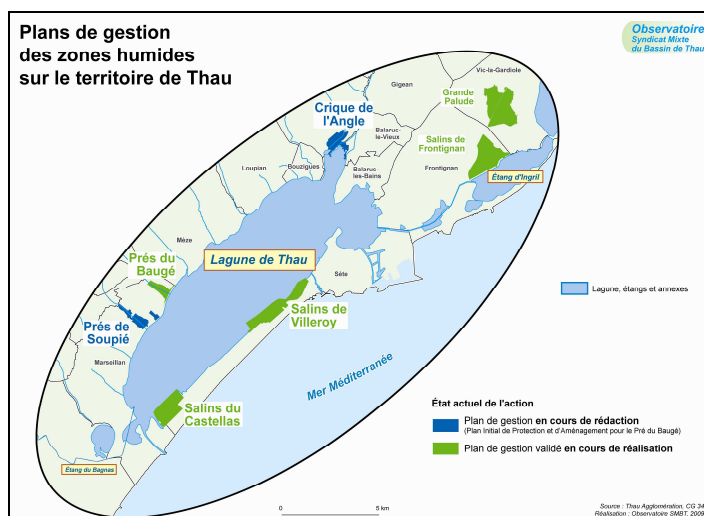 Plans de gestion
des zones humides
sur le territoire de Thau
Observatoire
Syndicat Mixte
du Bassin de Thau
Vic-la-Gardiole
Gigean
Grande
Palude
Crique de
l'Angle
Balaruc-
le-Vieux
Salins de
Frontignan
Loupian
Bouzigues
Balaruc
les-Bains
Frontignan
Étang d'Ingril
Mèze
Prés du
Baugé
Lagune de Thau
Sète
Lagune, étangs et annexes
Salins de
Villeroy
Prés de
Soupié
Marseillan
Mer Méditerranée
Salins du
Castellas
État actuel de l'action
Plan de gestion en cours de rédaction
(Plan Initial de Protection et d'Aménagement pour le Pré du Baugé)
Plan de gestion validé en cours de réalisation
Étang du Bagnas
0 5 km
Source : Thau Agglomération, CG 34
Réalisation : Observatoire SMBT, 2009